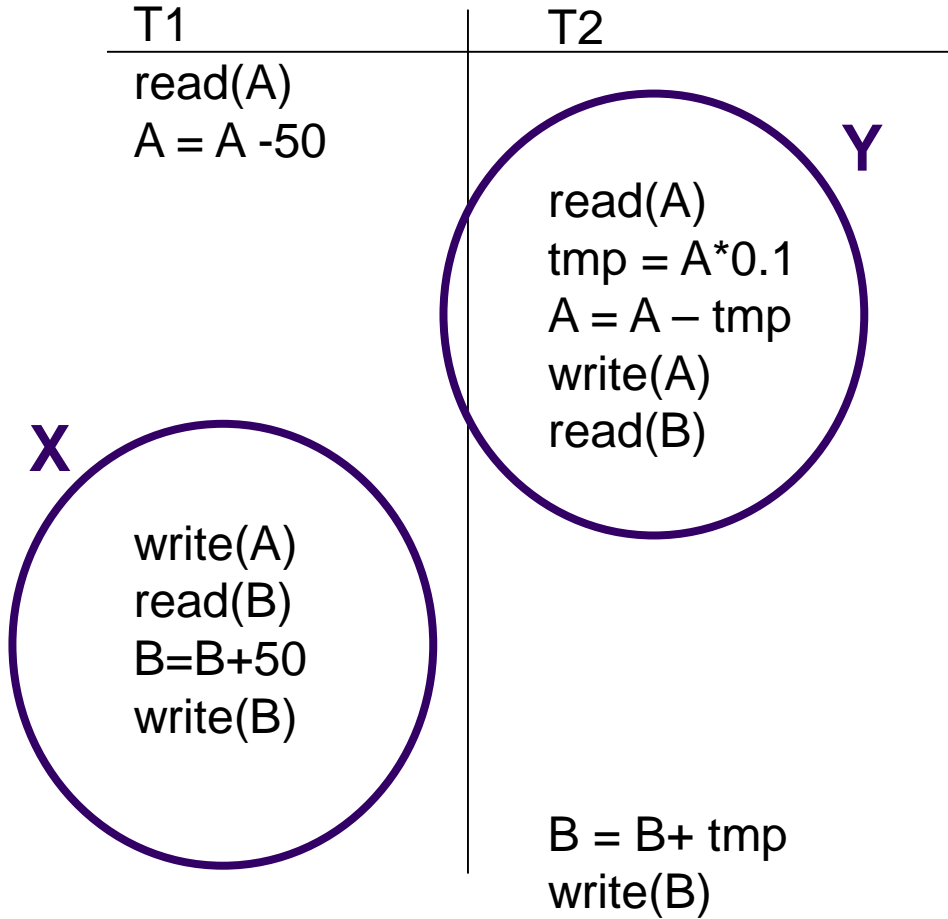 T1
T2
read(A)
A = A -50
Y
read(A)
tmp = A*0.1
A = A – tmp
write(A)
read(B)
X
write(A)
read(B)
B=B+50
write(B)
B = B+ tmp
write(B)